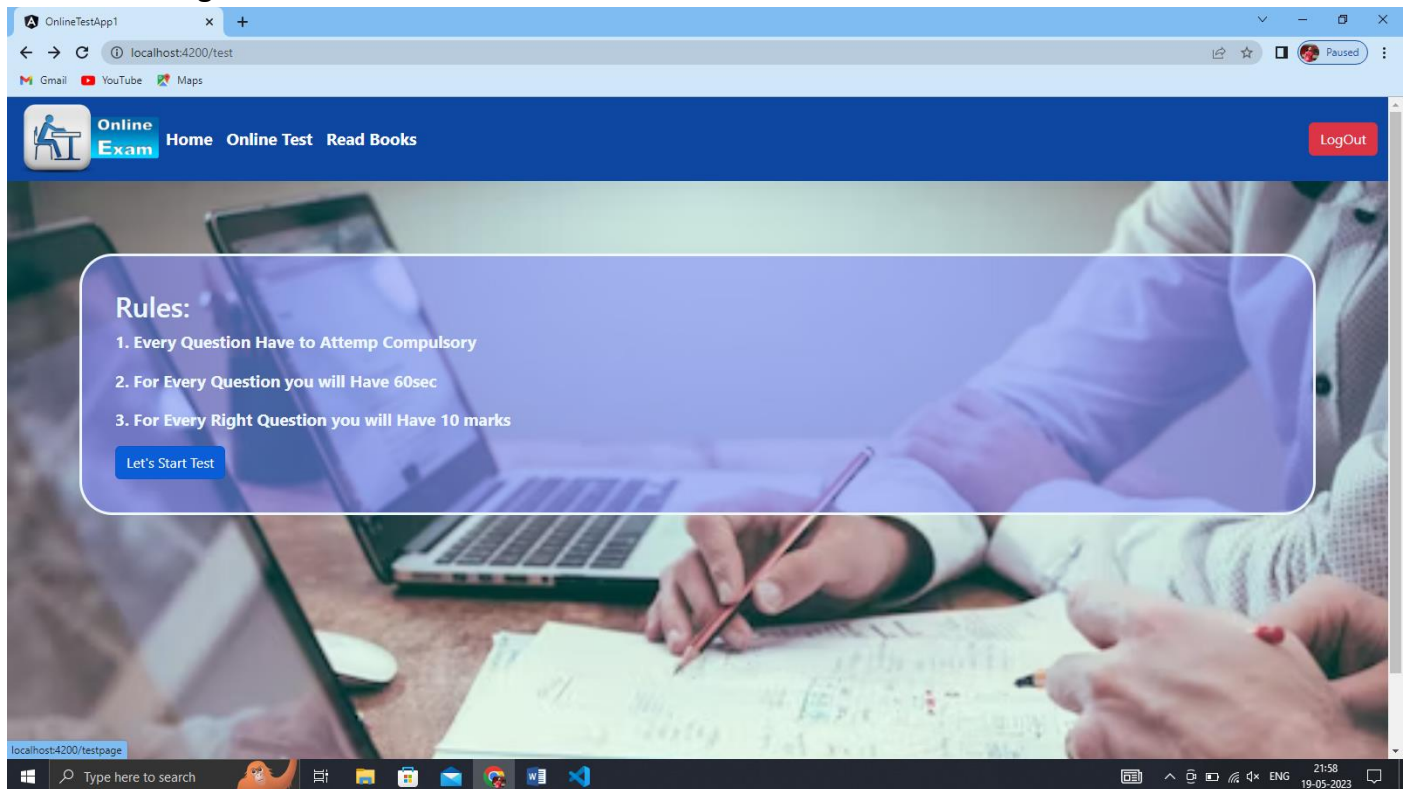 OnlineTestApp1
localhost:4200/test
Paused
Gmail YouTube Maps
Online
Exam
Home Online Test Read Books
LogOut
Rules:
1. Every Question Have to Attemp Compulsory
2. For Every Question you will Have 60sec
3. For Every Right Question you will Have 10 marks
Let's Start Test
localhost:4200/testpage
Type here to search
ENG
21:58
19-05-2023